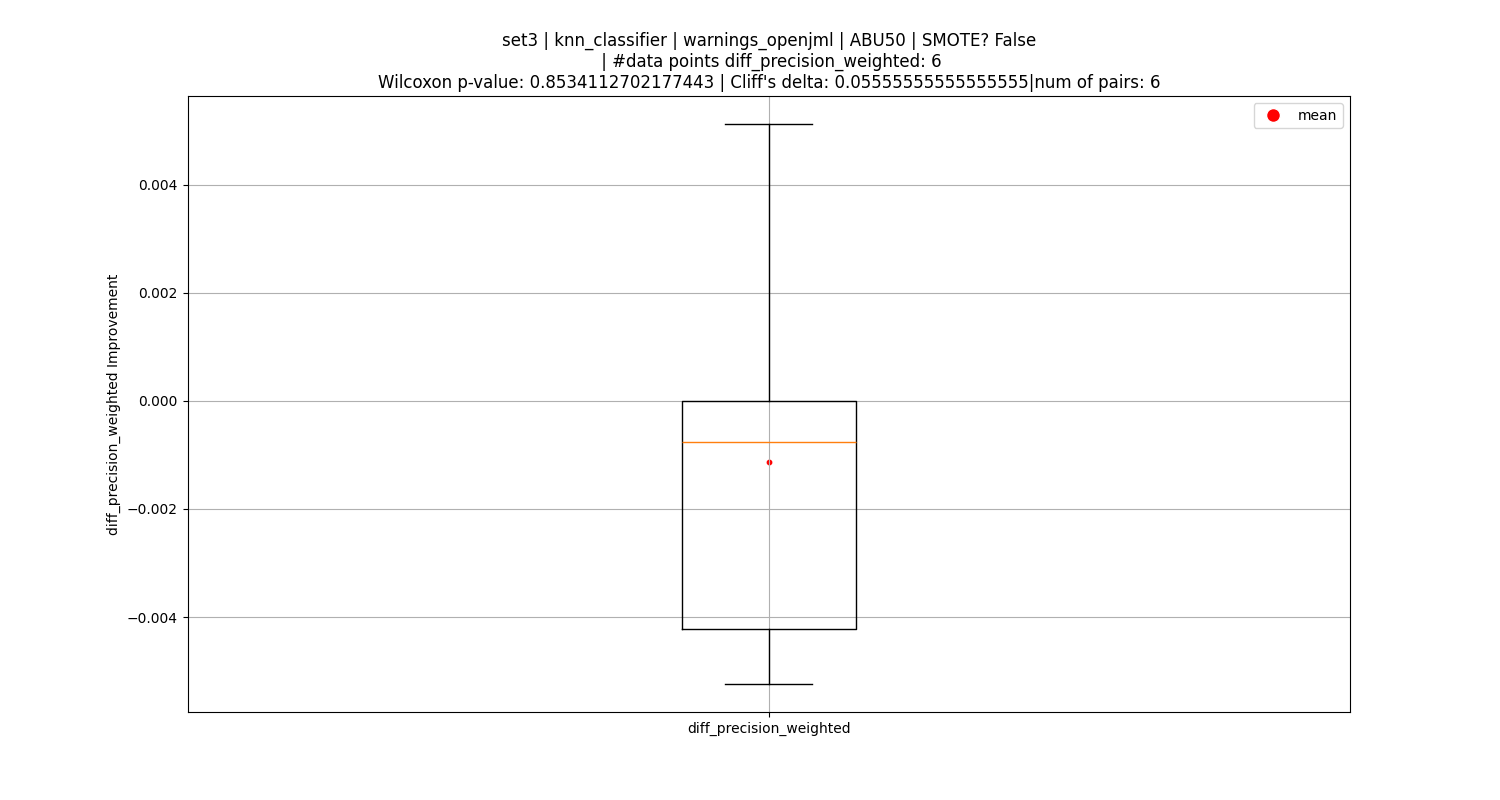 set3 | knn_classifier | warnings_openjml | ABU50 | SMOTE? False
| #data points diff_precision_weighted: 6
Wilcoxon p-value: 0.8534112702177443 | Cliff's delta: 0.05555555555555555|num of pairs: 6
mean
0.004
0.002
0.000
−0.002
−0.004
diff_precision_weighted Improvement
diff_precision_weighted